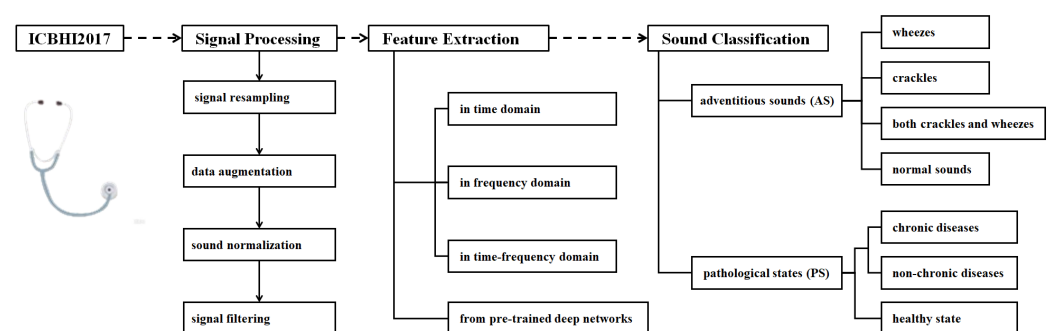 ICBHI2017
Signal Processing
Feature Extraction
Sound Classification
signal resampling
data augmentation
sound normalization
signal filtering
in time domain
in frequency domain
in time-frequency domain
from pre-trained deep networks
adventitious sounds (AS)
wheezes
crackles
both crackles and wheezes
normal sounds
pathological states (PS)
chronic diseases
non-chronic diseases
healthy state